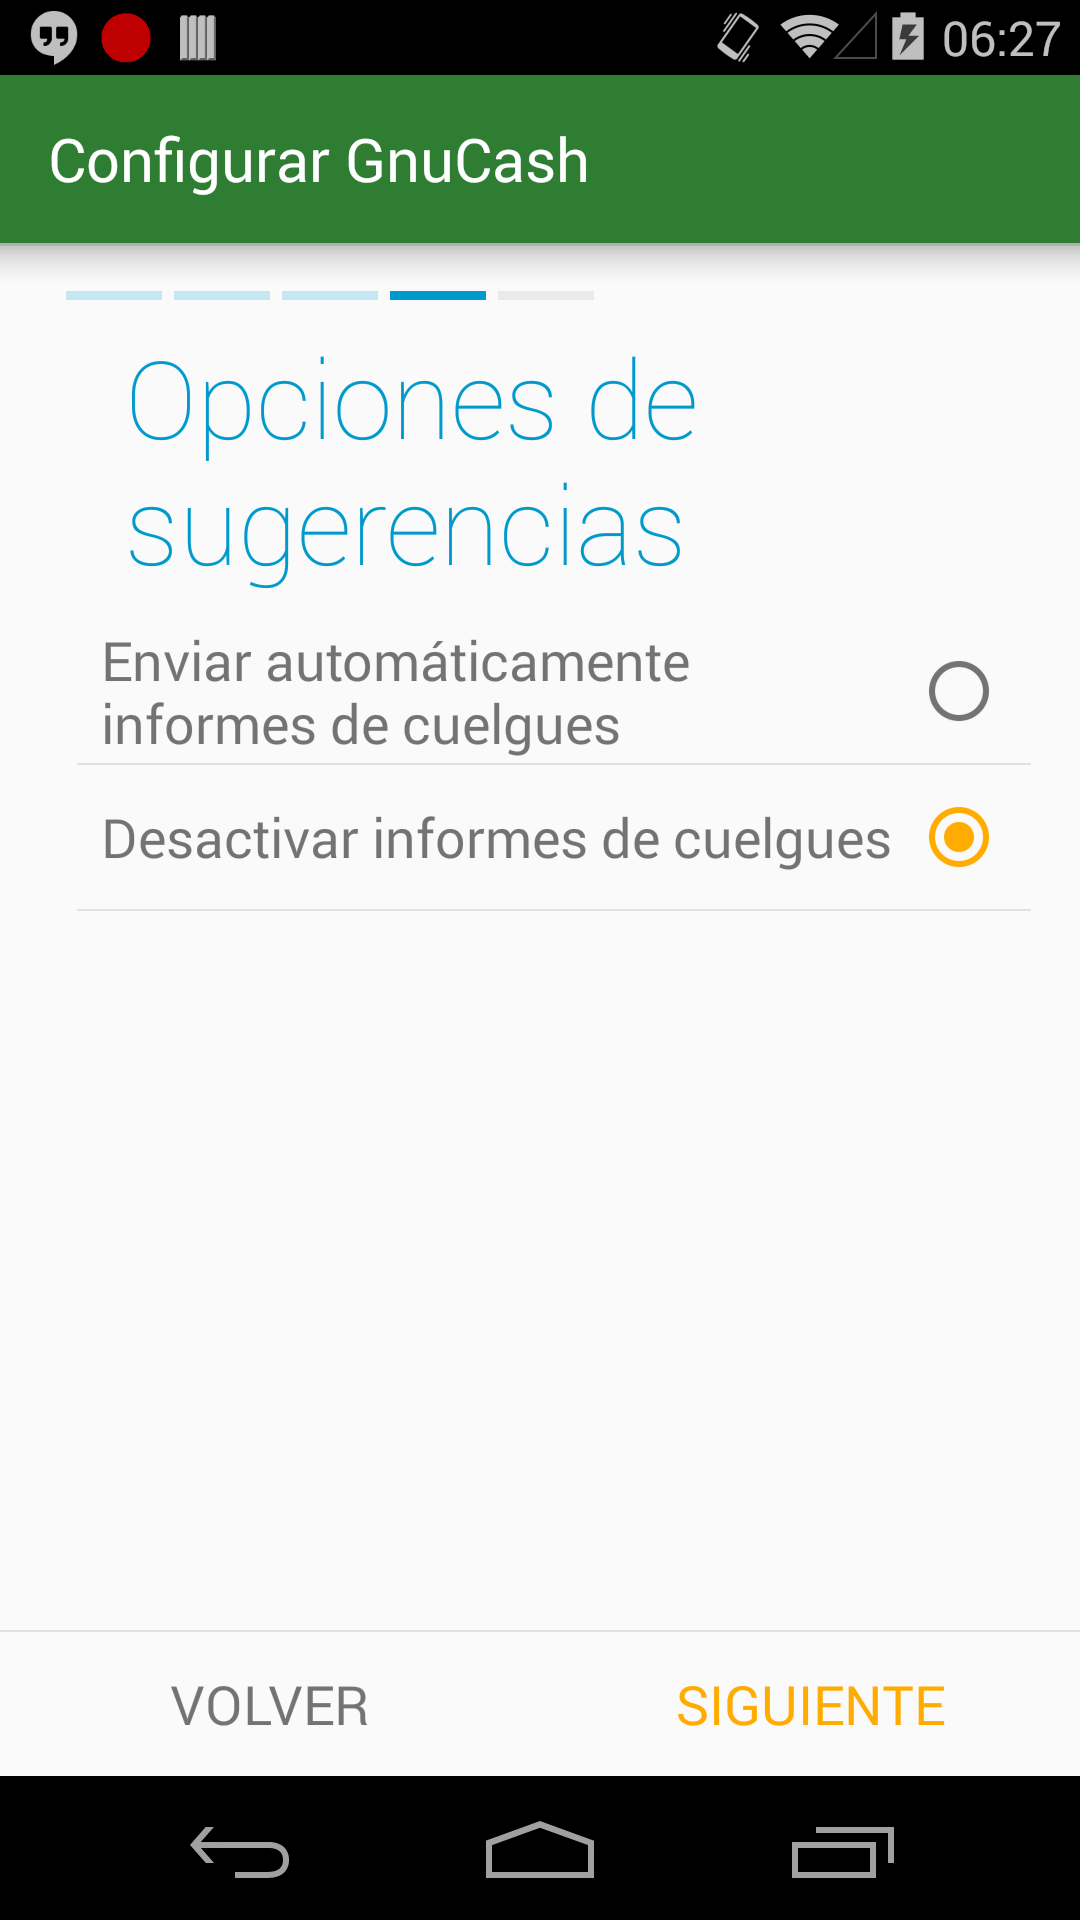 06:27
Configurar GnuCash
Opciones de
sugerencias
Enviar automáticamente
informes de cuelgues
Desactivar informes de cuelgues
VOLVER
SIGUIENTE